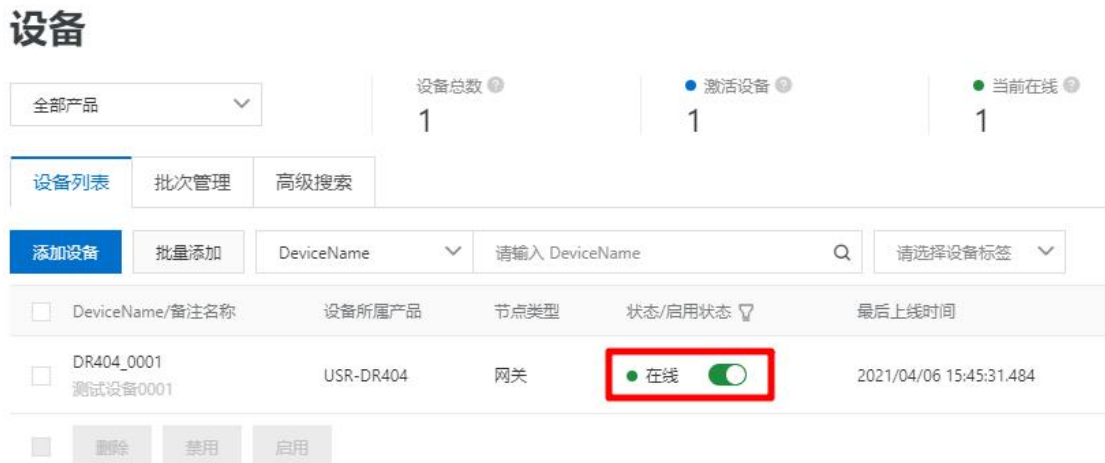 设备
全部产品
设备总数
1
激活设备
1
当前在线
1
设备列表 批次管理 高级搜索
添加设备 批量添加 DeviceName 请输入 DeviceName 请选择设备标签
DeviceName/备注名称 设备所属产品 节点类型 状态/启用状态 最后上线时间
DR404_0001 USR-DR404 网关 在线 2021/04/06 15:45:31.484
测试设备0001
删除 禁用 启用